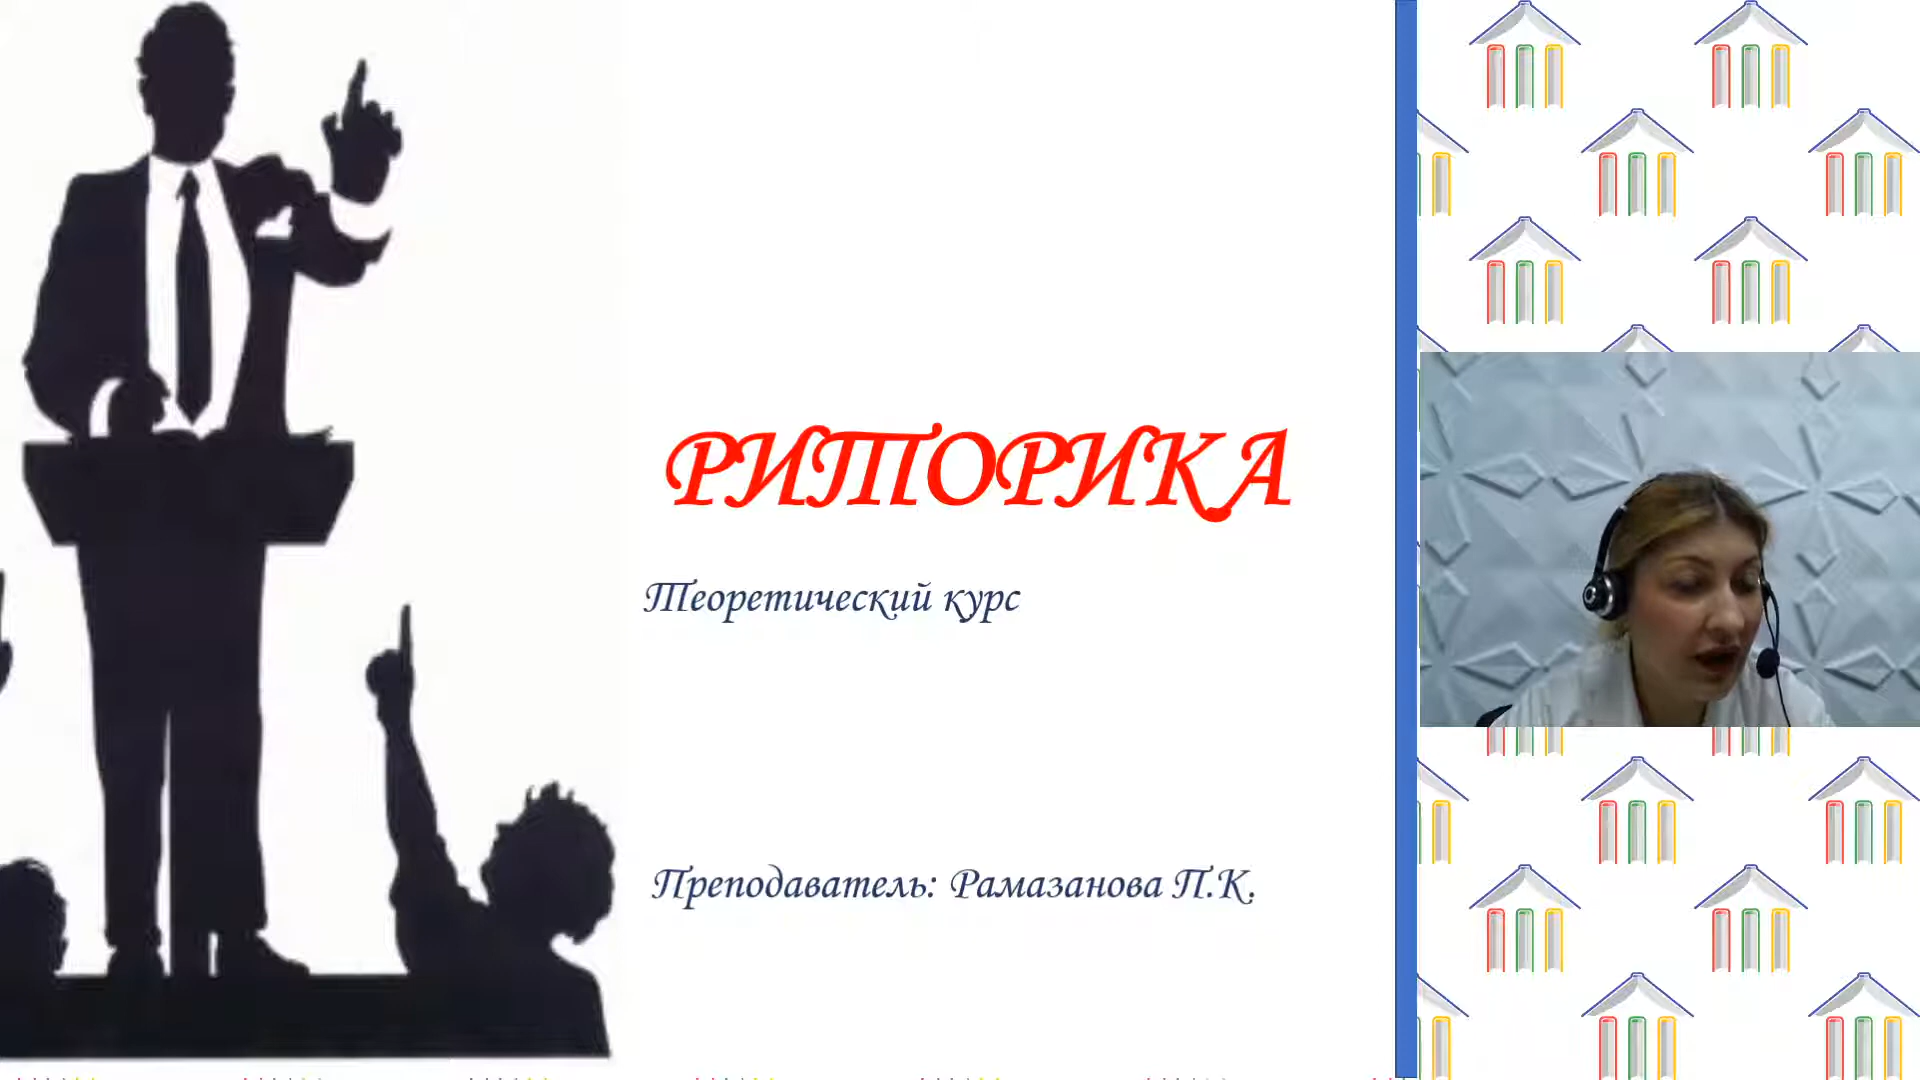 РИТОРИКА
Теоретический курс
Преподаватель: Рамазанова П.К.